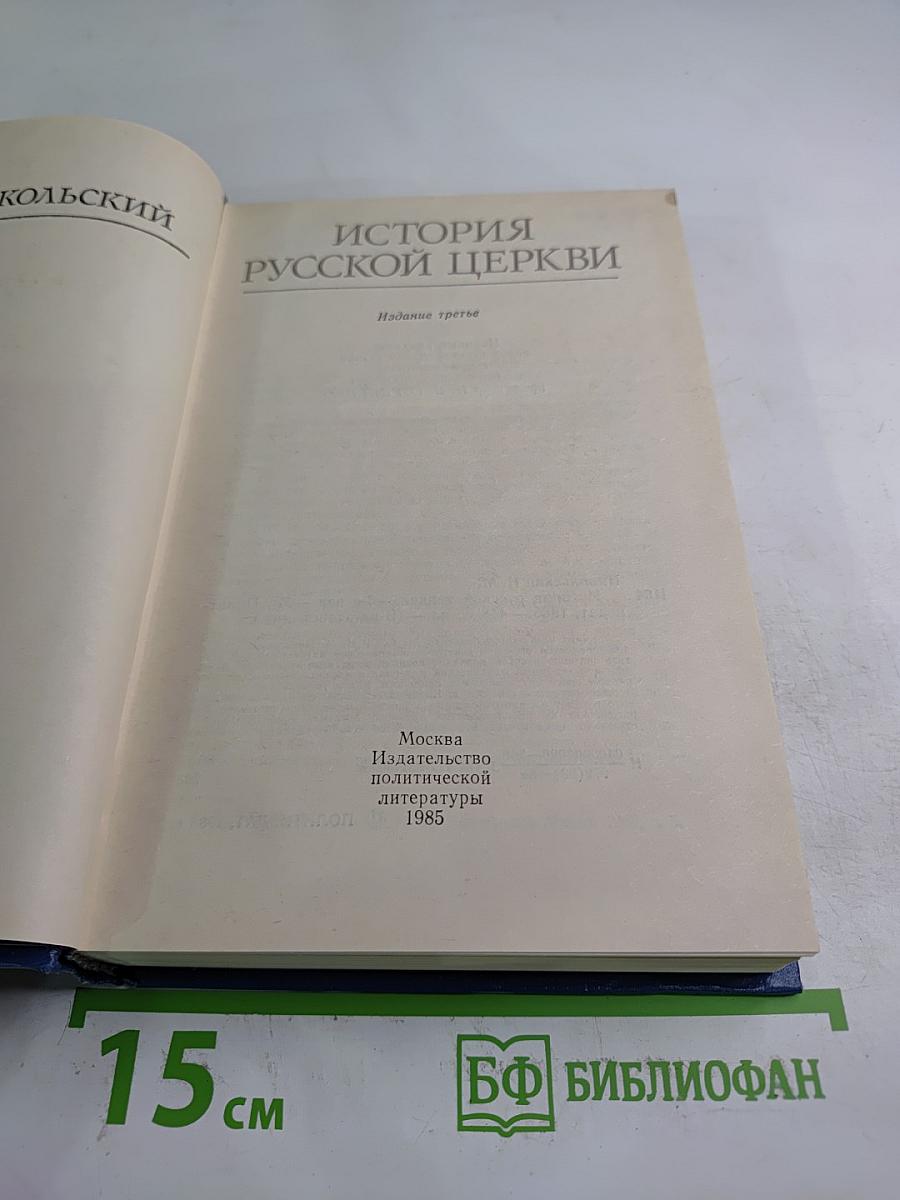 КОЛЬСКИЙ
ИСТОРИЯ
РУССКОЙ ЦЕРКВИ
Издание третье
Москва
Издательство
политической
литературы
1985
15 см
БФ БИБЛИОФАН